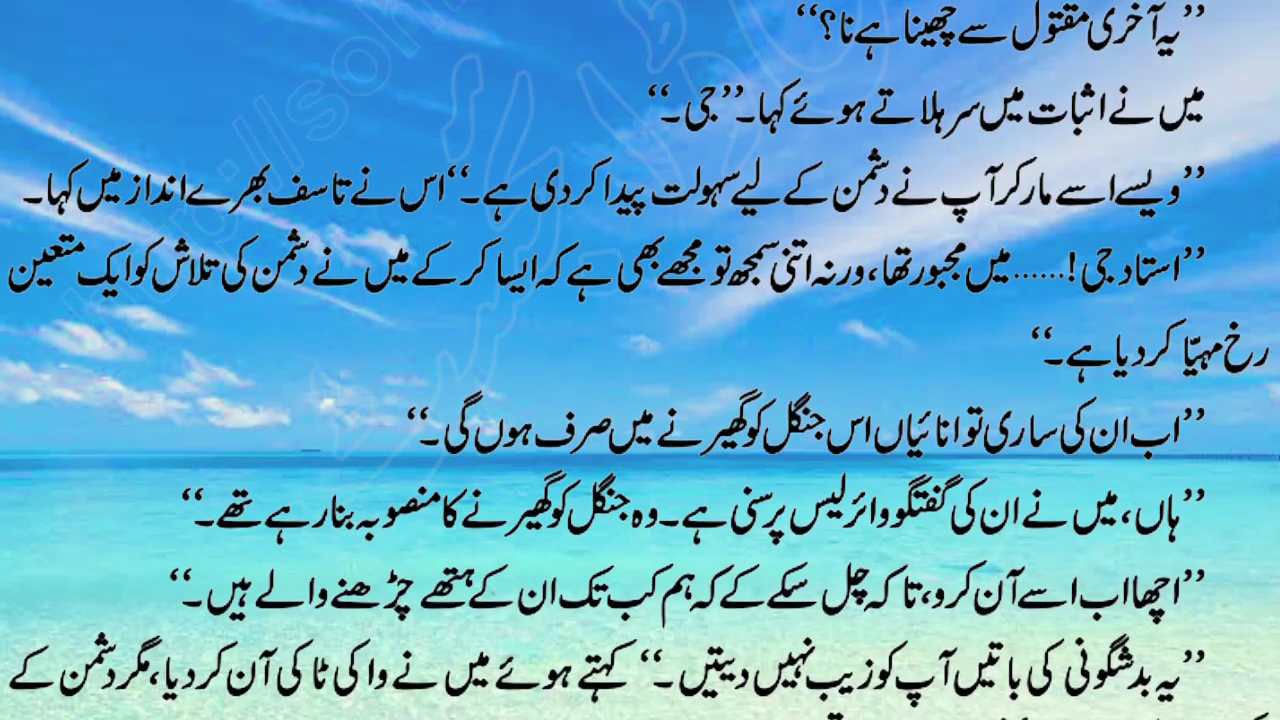 ”یہ آخری مقتول سے چھینا ہے نا؟“
میں نے اثبات میں سر ہلاتے ہوئے کہا۔”جی۔“
”ویسے اسے مار کر آپ نے دشمن کے لیے سہولت پیدا کر دی ہے۔“اس نے تاسف بھرے انداز میں کہا۔
”استاد جی!......میں مجبور تھا، ورنہ اتنی سمجھ تو مجھے بھی ہے کہ ایسا کر کے میں نے دشمن کی تلاش کو ایک متعین
رخ مہیّا کر دیا ہے۔“
”اب ان کی ساری توانائیاں اس جنگل کو گھیرنے میں صرف ہوں گی۔“
”ہاں، میں نے ان کی گفتگو وائرلیس پر سنی ہے۔وہ جنگل کو گھیرنے کا منصوبہ بنا رہے تھے۔“
”اچھا اب اسے آن کرو، تاکہ چل سکے کے کہ ہم کب تک ان کے ہتھے چڑھنے والے ہیں۔“
”یہ بدشگونی کی باتیں آپ کو زیب نہیں دیتیں۔“ کہتے ہوئے میں نے واکی ٹاکی آن کر دیا، مگر دشمن کے